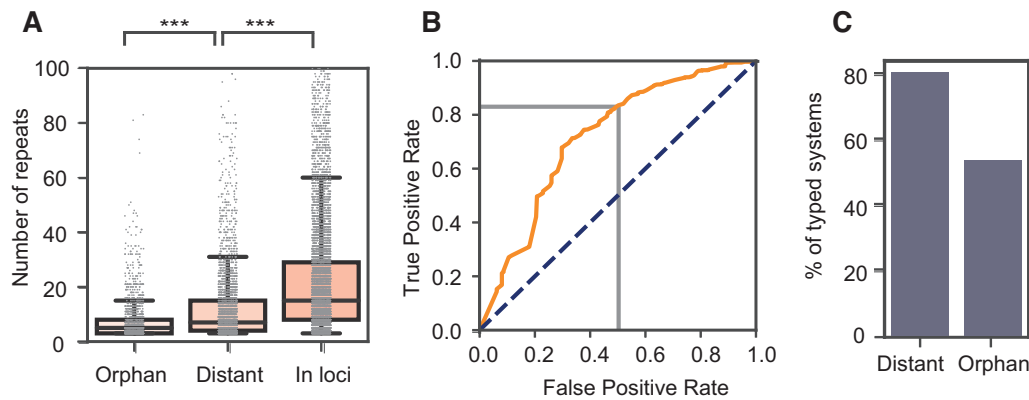 A
*** ***
Number of repeats
100
80
60
40
20
0
Orphan Distant In loci
B
True Positive Rate
1.0
0.8
0.6
0.4
0.2
0.0
0.0 0.2 0.4 0.6 0.8 1.0
False Positive Rate
C
% of typed systems
80
60
40
20
0
Distant Orphan